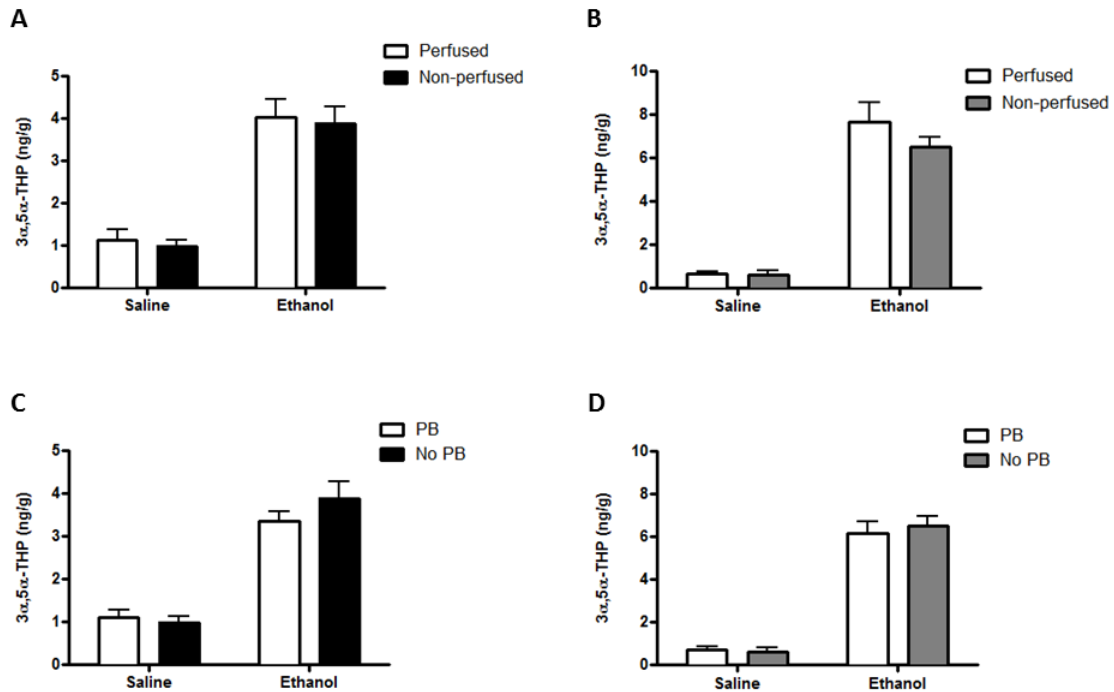 A
Perfused
Non-perfused
3α,5α-THP (ng/g)
5
4
3
2
1
0
Saline Ethanol
B
Perfused
Non-perfused
3α,5α-THP (ng/g)
10
8
6
4
2
0
Saline Ethanol
C
PB
No PB
3α,5α-THP (ng/g)
5
4
3
2
1
0
Saline Ethanol
D
PB
No PB
3α,5α-THP (ng/g)
10
8
6
4
2
0
Saline Ethanol